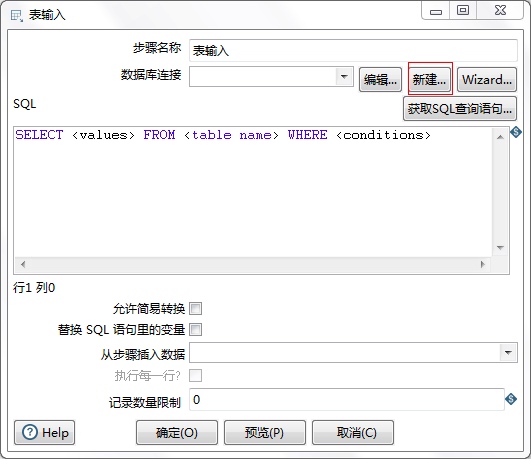 表输入
步骤名称 表输入
数据库连接 编辑... 新建... Wizard...
SQL 获取SQL查询语句...
SELECT <values> FROM <table name> WHERE <conditions>
行1 列0
允许简易转换
替换 SQL 语句里的变量
从步骤插入数据
执行每一行?
记录数量限制 0
Help 确定(O) 预览(P) 取消(C)